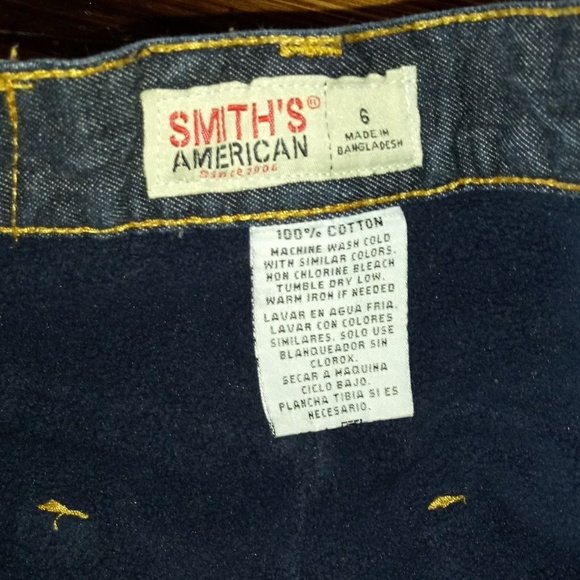 SMITH'S®
AMERICAN
SINCE 2006
6
MADE IN
BANGLADESH
100% COTTON
MACHINE WASH COLD
WITH SIMILAR COLORS.
NON CHLORINE BLEACH
TUMBLE DRY LOW.
WARM IRON IF NEEDED
LAVAR EN AGUA FRIA.
LAVAR CON COLORES
SIMILARES. SOLO USE
BLANQUEADOR SIN
CLOROX.
SECAR A MAQUINA
CICLO BAJO.
PLANCHA TIBIA SI ES
NECESARIO.